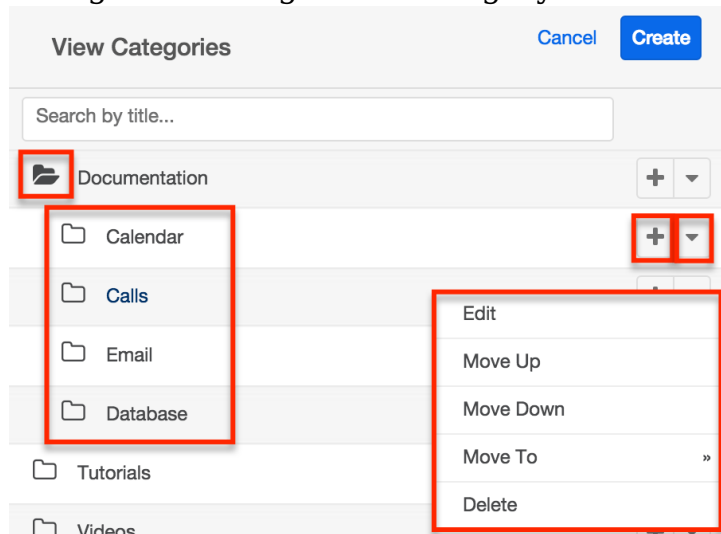 View Categories
Cancel
Create
Search by title...
Documentation
Calendar
Calls
Edit
Email
Move Up
Database
Move Down
Move To »
Tutorials
Delete
Videos